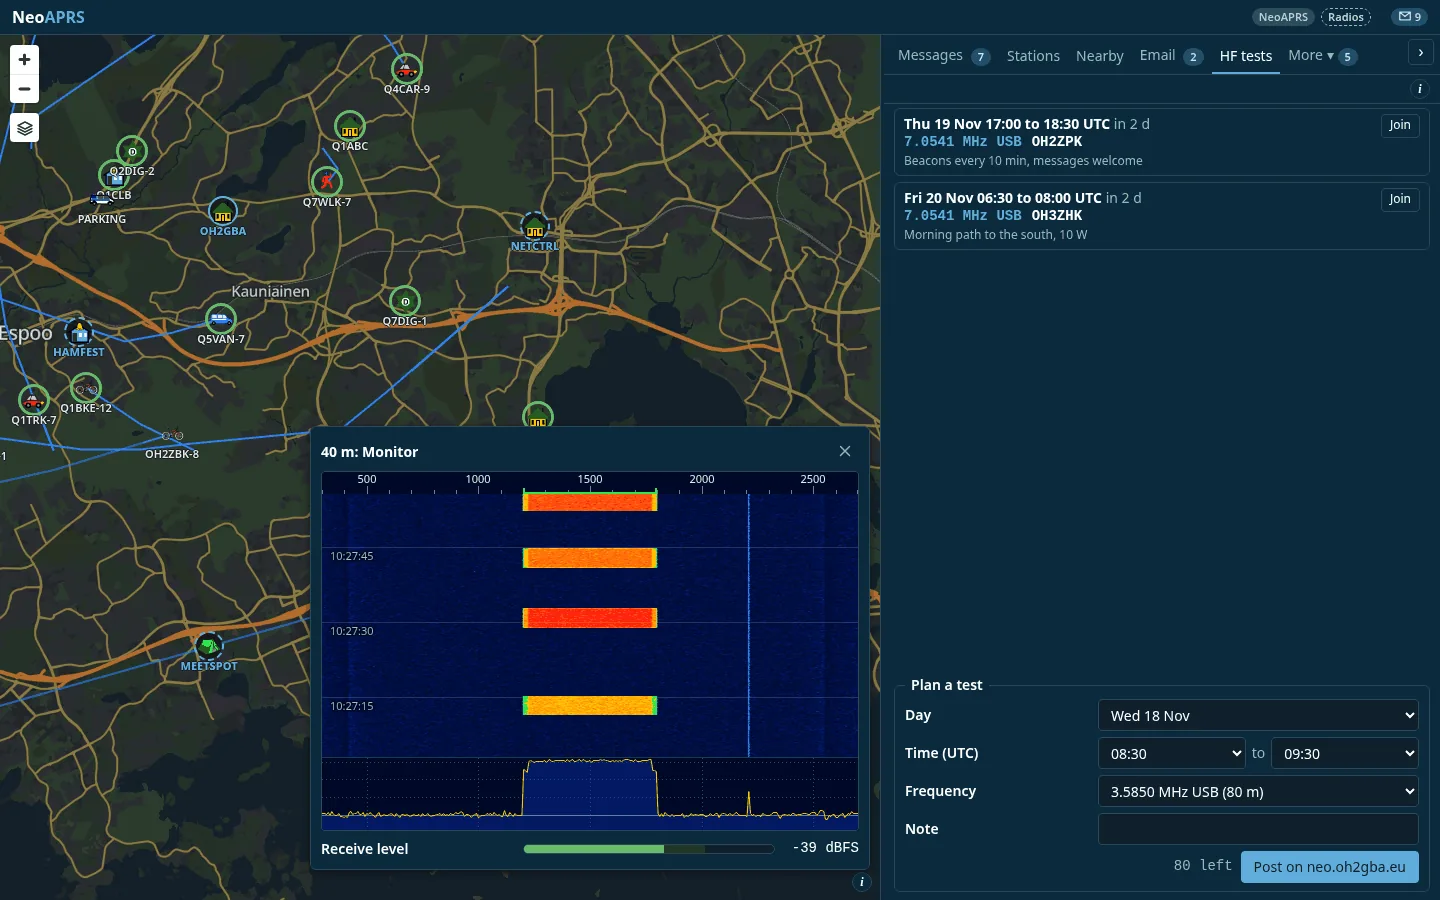 NeoAPRS
NeoAPRS Radios 9
Messages 7 Stations Nearby Email 2 HF tests More ▾ 5 ›
i
Thu 19 Nov 17:00 to 18:30 UTC in 2 d Join
7.0541 MHz USB OH2ZPK
Beacons every 10 min, messages welcome
Fri 20 Nov 06:30 to 08:00 UTC in 2 d Join
7.0541 MHz USB OH3ZHK
Morning path to the south, 10 W
Plan a test
Day Wed 18 Nov
Time (UTC) 08:30 to 09:30
Frequency 3.5850 MHz USB (80 m)
Note
80 left Post on neo.oh2gba.eu
+
−
Q4CAR-9
Q1ABC
Q2DIG-2
Q1CLB
Q7WLK-7
PARKING
OH2GBA
NETCTRL
Kauniainen
Q7DIG-1
Espoo
Q5VAN-7
HAMFEST
Q1BKE-12
Q1TRK-7
OH2ZBK-8
1
MEETSPOT
40 m: Monitor
500 1000 1500 2000 2500
10:27:45
10:27:30
10:27:15
Receive level -39 dBFS
i